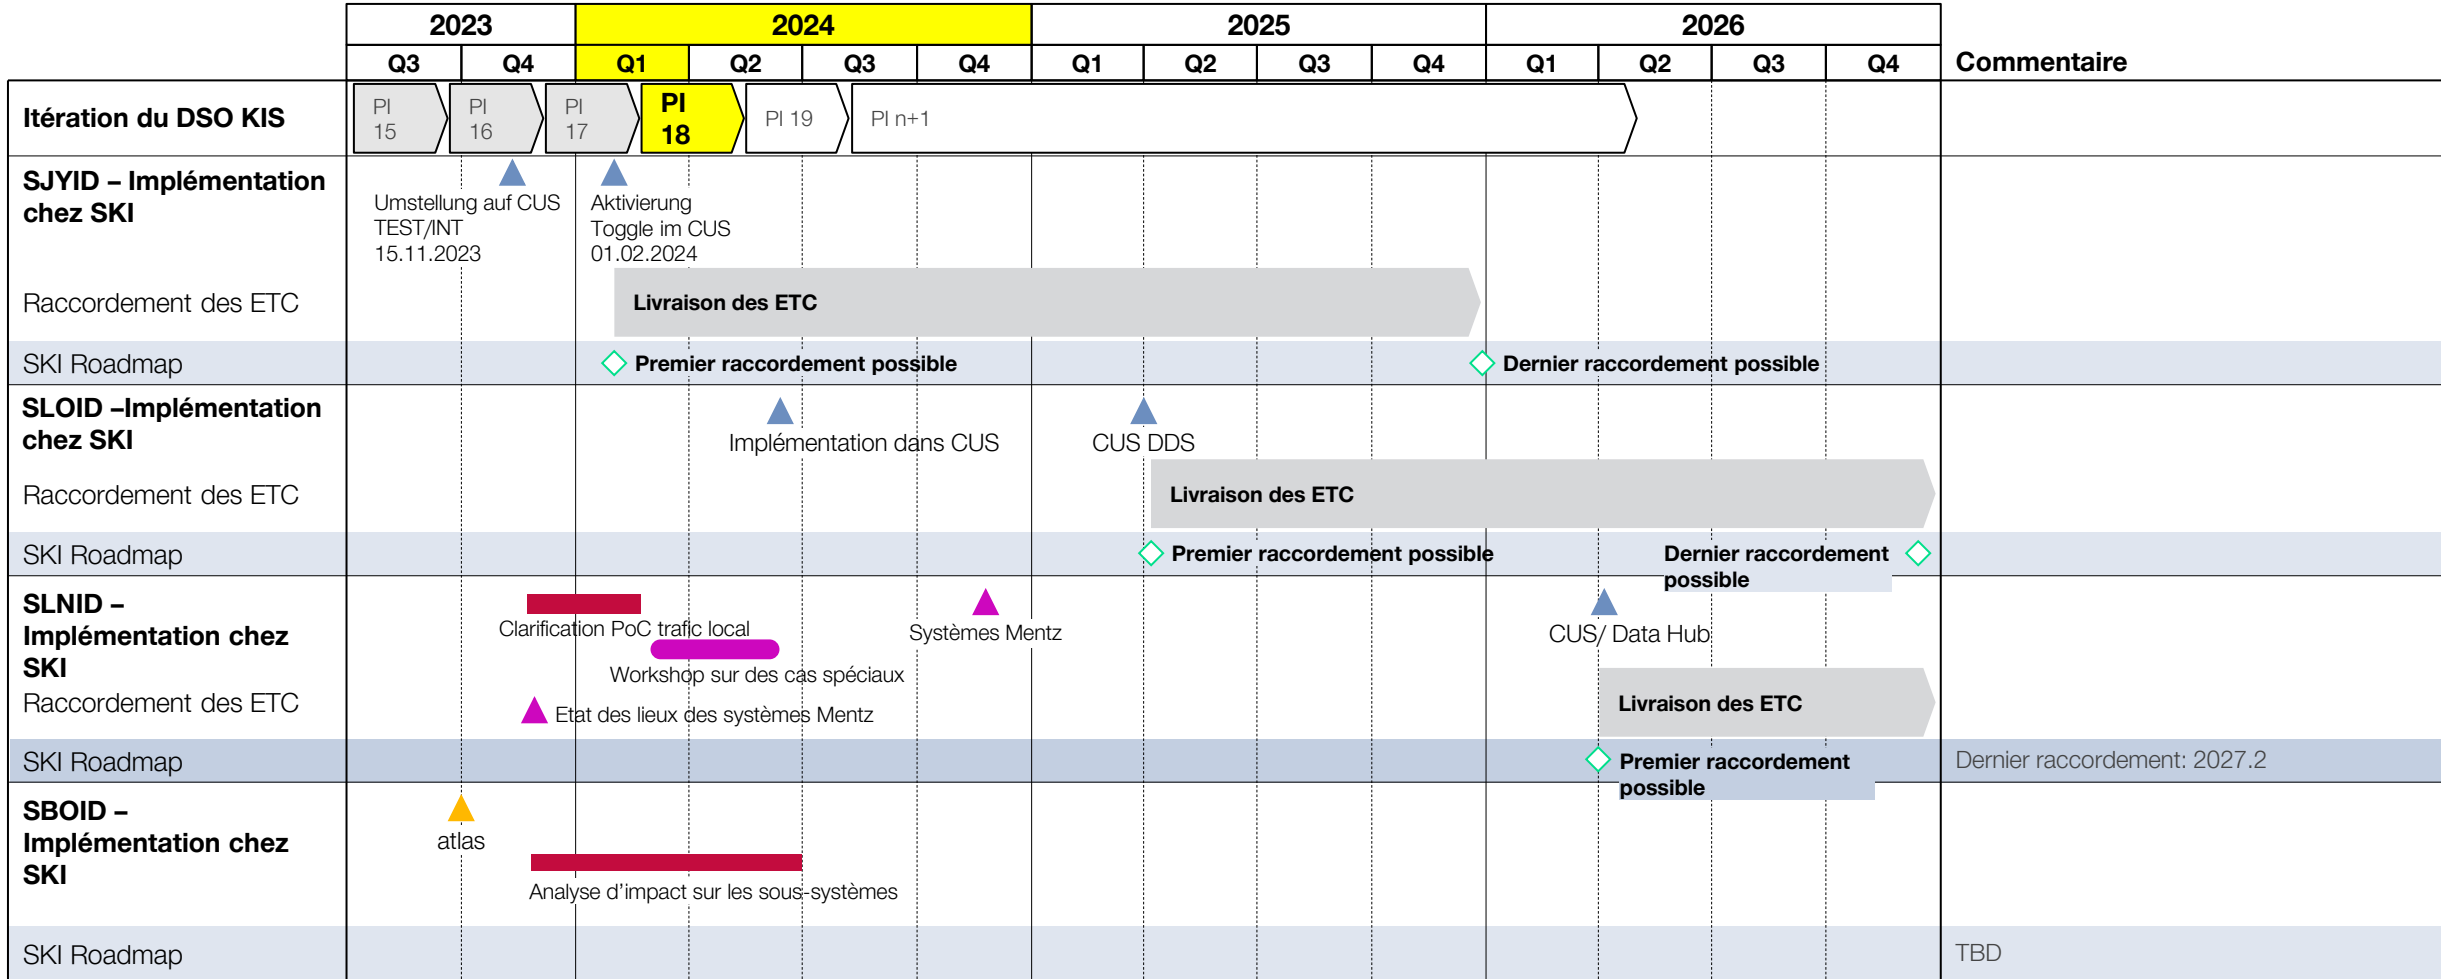 2023
2024
2025
2026
Q3
Q4
Q1
Q2
Q3
Q4
Q1
Q2
Q3
Q4
Q1
Q2
Q3
Q4
Commentaire
Itération du DSO KIS
PI
15
PI
16
PI
17
PI
18
PI 19
PI n+1
SJYID – Implémentation
chez SKI
Umstellung auf CUS
TEST/INT
15.11.2023
Aktivierung
Toggle im CUS
01.02.2024
Raccordement des ETC
Livraison des ETC
SKI Roadmap
Premier raccordement possible
Dernier raccordement possible
SLOID –Implémentation
chez SKI
Implémentation dans CUS
CUS DDS
Raccordement des ETC
Livraison des ETC
SKI Roadmap
Premier raccordement possible
Dernier raccordement
possible
SLNID –
Implémentation chez
SKI
Clarification PoC trafic local
Systèmes Mentz
CUS/ Data Hub
Workshop sur des cas spéciaux
Raccordement des ETC
Etat des lieux des systèmes Mentz
Livraison des ETC
SKI Roadmap
Premier raccordement
possible
Dernier raccordement: 2027.2
SBOID –
Implémentation chez
SKI
atlas
Analyse d’impact sur les sous-systèmes
SKI Roadmap
TBD